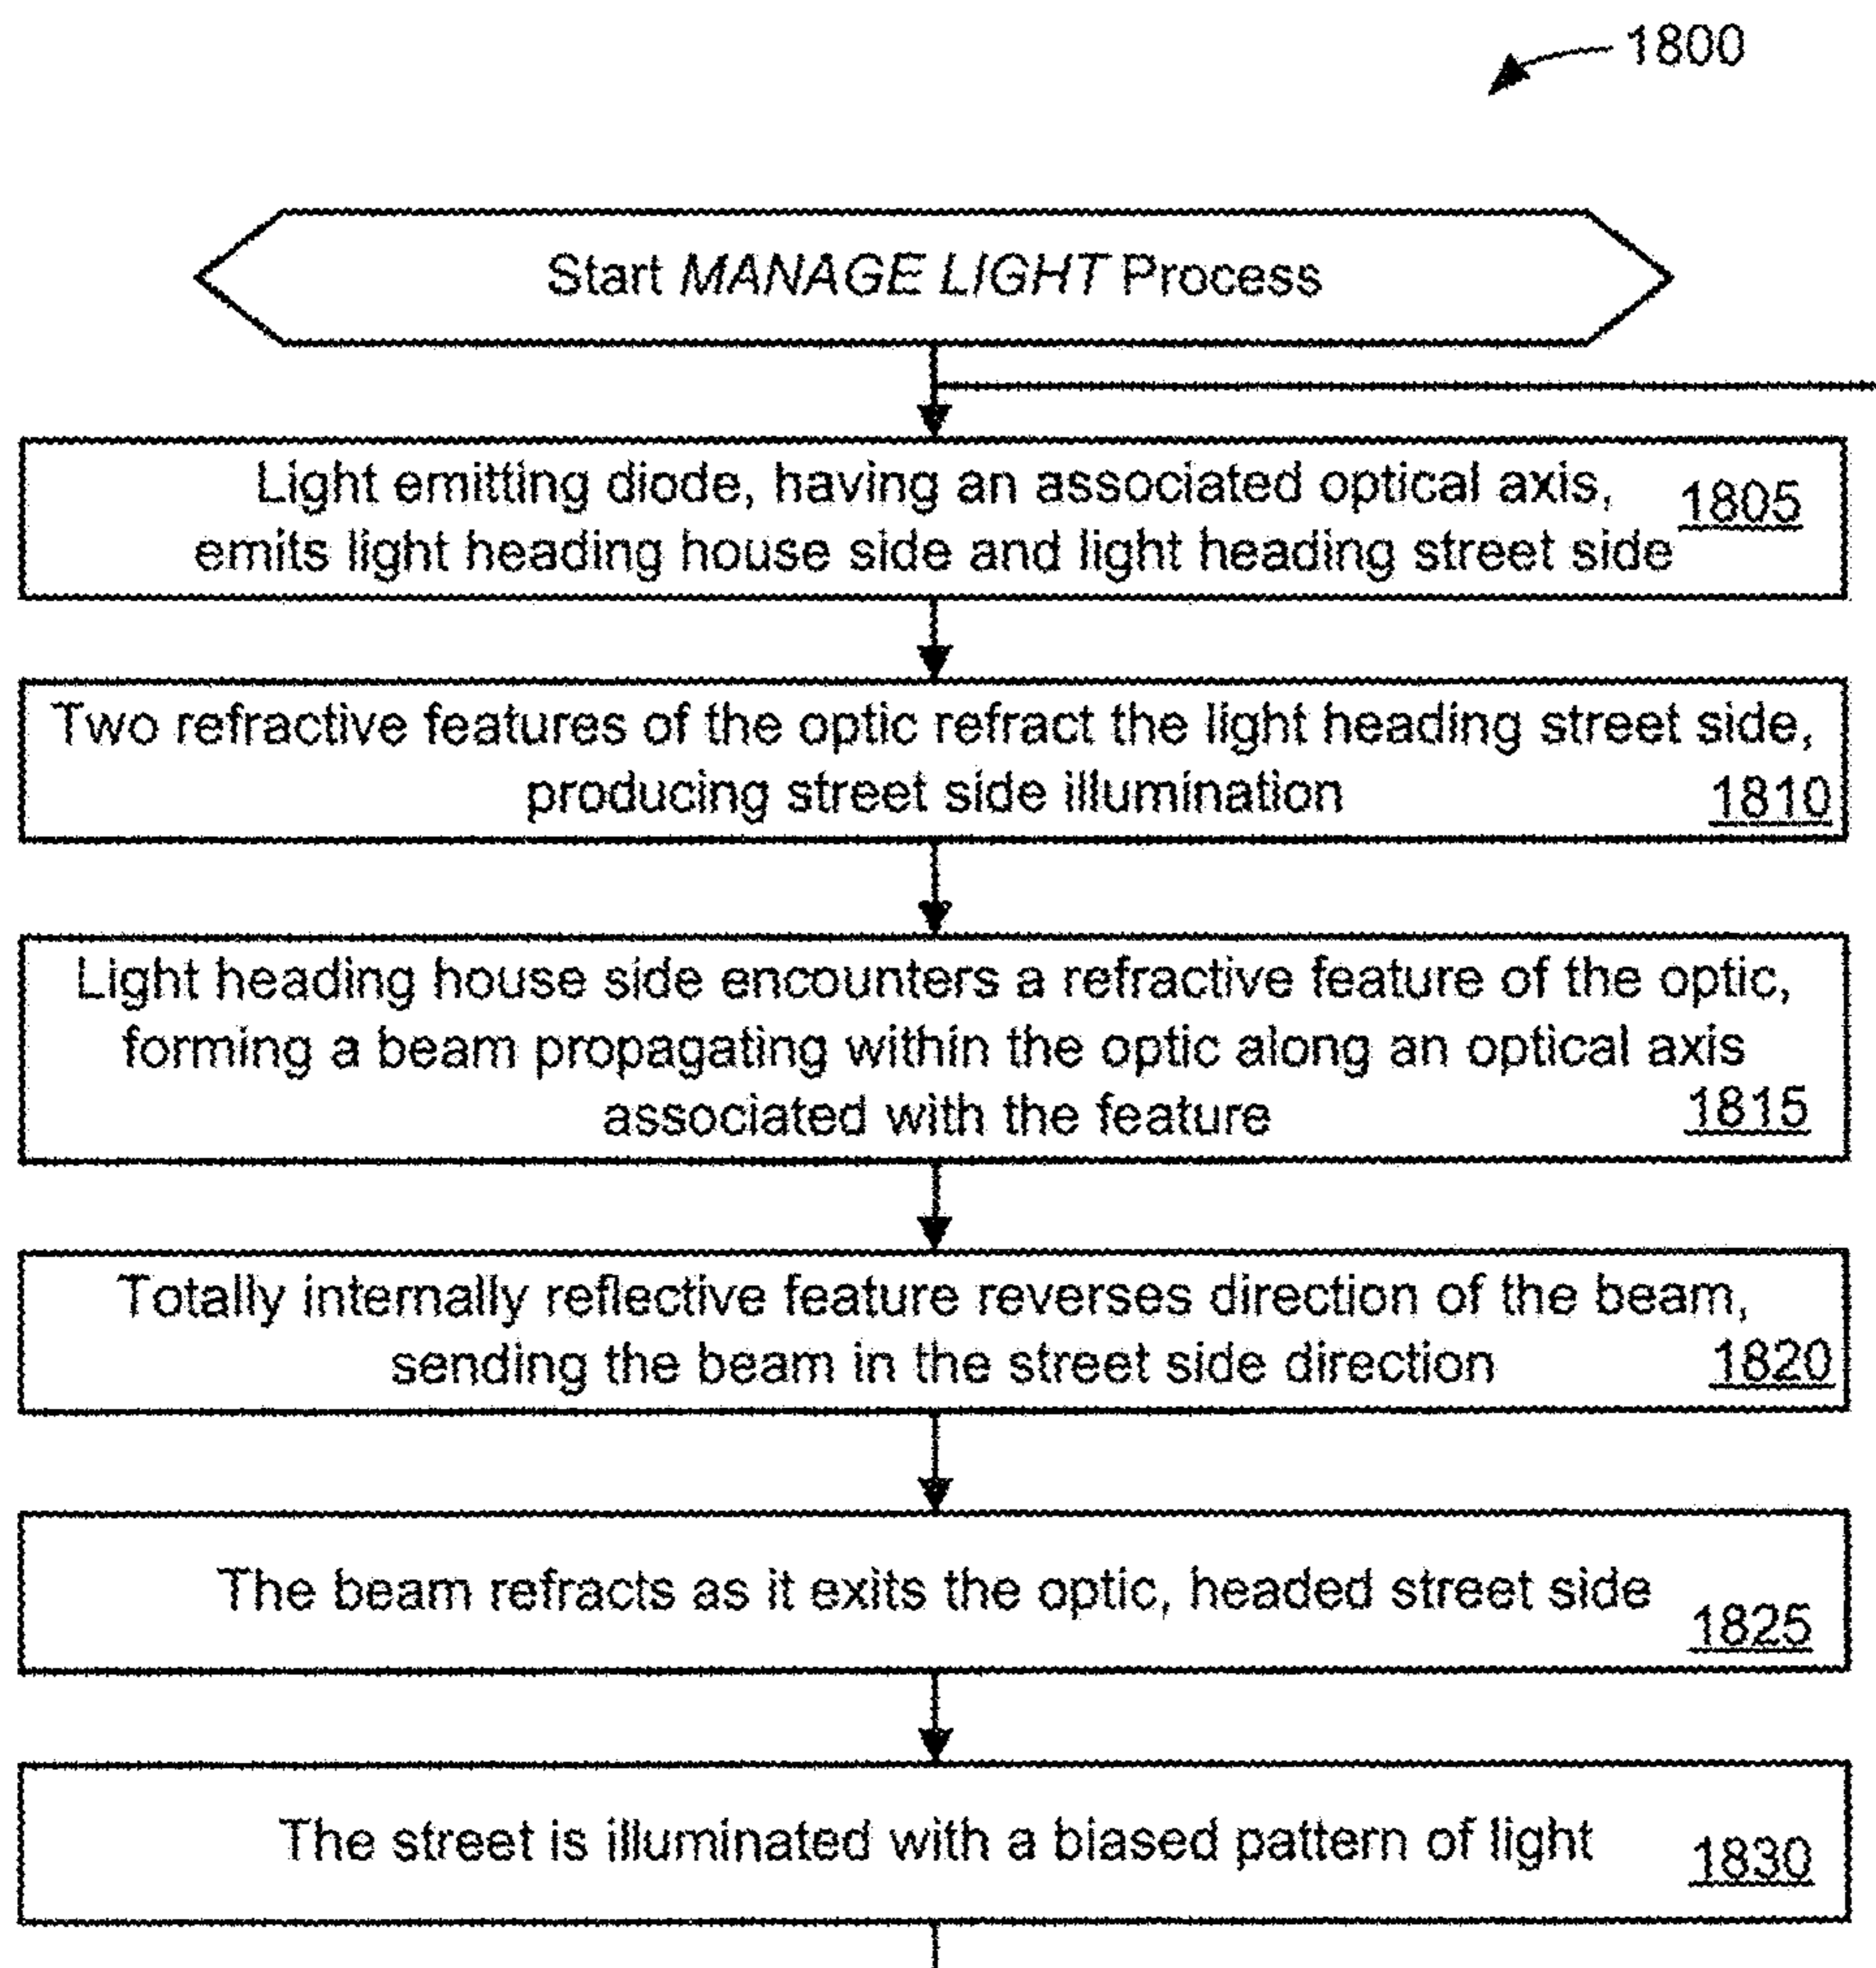 1800
Start MANAGE LIGHT Process
Light emitting diode, having an associated optical axis,
emits light heading house side and light heading street side
1805
Two refractive features of the optic refract the light heading street side,
producing street side illumination
1810
Light heading house side encounters a refractive feature of the optic,
forming a beam propagating within the optic along an optical axis
associated with the feature
1815
Totally internally reflective feature reverses direction of the beam,
sending the beam in the street side direction
1820
The beam refracts as it exits the optic, headed street side
1825
The street is illuminated with a biased pattern of light
1830